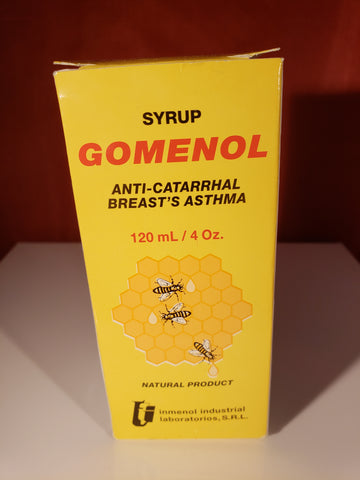 SYRUP
GOMENOL
ANTI-CATARRHAL
BREAST'S ASTHMA
120 mL / 4 Oz.
NATURAL PRODUCT
inmenol industrial
laboratorios, S.R.L.